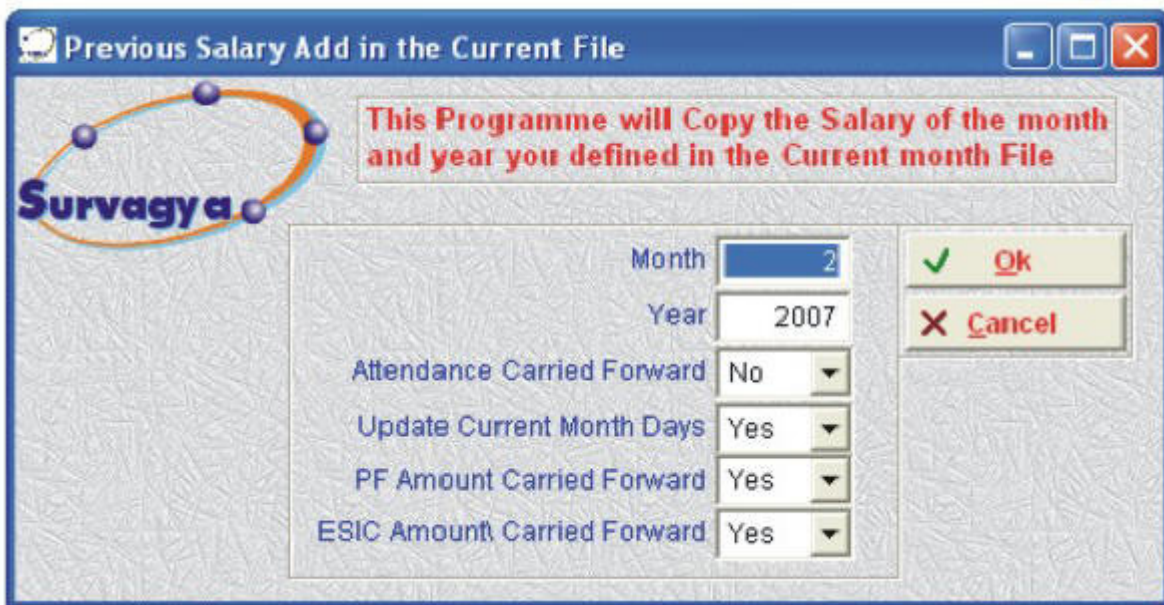 Previous Salary Add in the Current File
Survagya
This Programme will Copy the Salary of the month
and year you defined in the Current month File
Month 2
Year 2007
Attendance Carried Forward No
Update Current Month Days Yes
PF Amount Carried Forward Yes
ESIC Amount\ Carried Forward Yes
Ok
Cancel